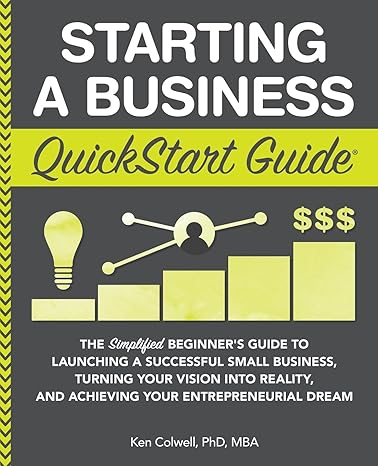 STARTING
A BUSINESS
QuickStart Guide®
$$$
THE Simplified BEGINNER'S GUIDE TO
LAUNCHING A SUCCESSFUL SMALL BUSINESS,
TURNING YOUR VISION INTO REALITY,
AND ACHIEVING YOUR ENTREPRENEURIAL DREAM
Ken Colwell, PhD, MBA